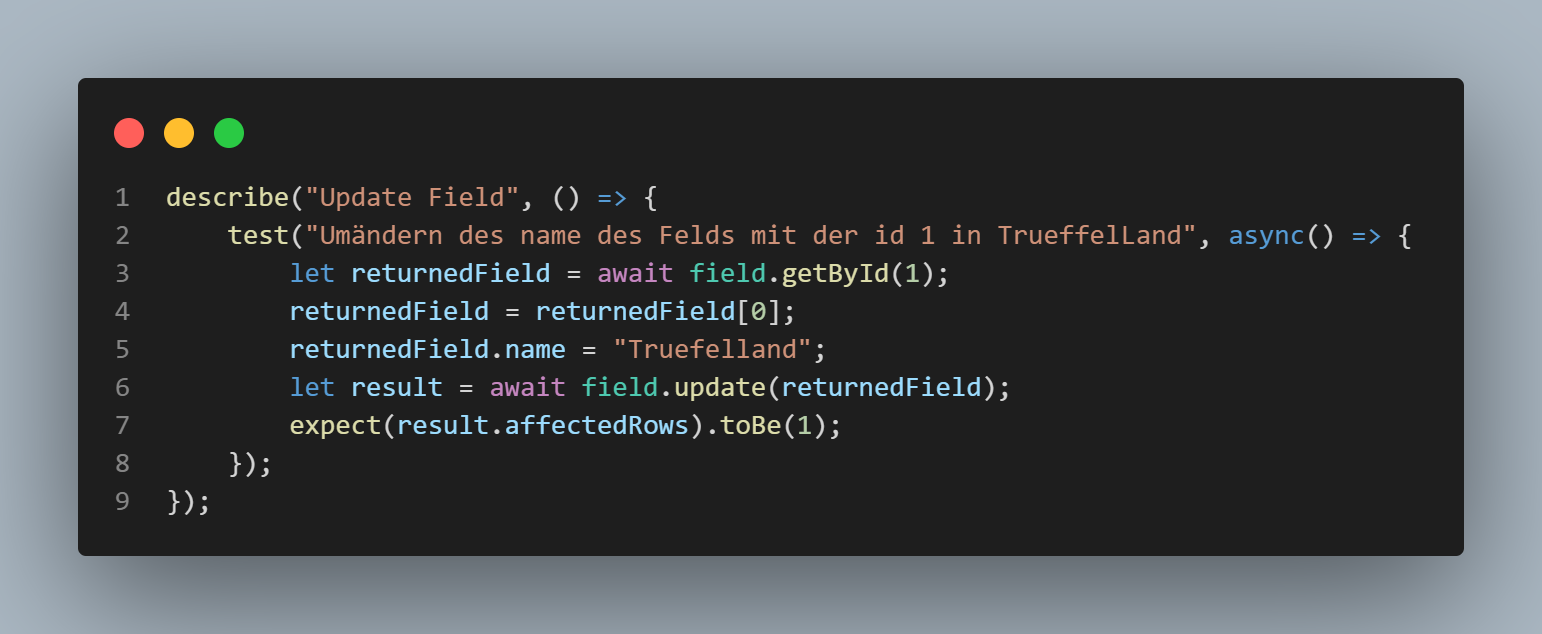 1 describe("Update Field", () => {
2     test("Umändern des name des Felds mit der id 1 in TrueffelLand", async() => {
3         let returnedField = await field.getById(1);
4         returnedField = returnedField[0];
5         returnedField.name = "Truefelland";
6         let result = await field.update(returnedField);
7         expect(result.affectedRows).toBe(1);
8     });
9 });